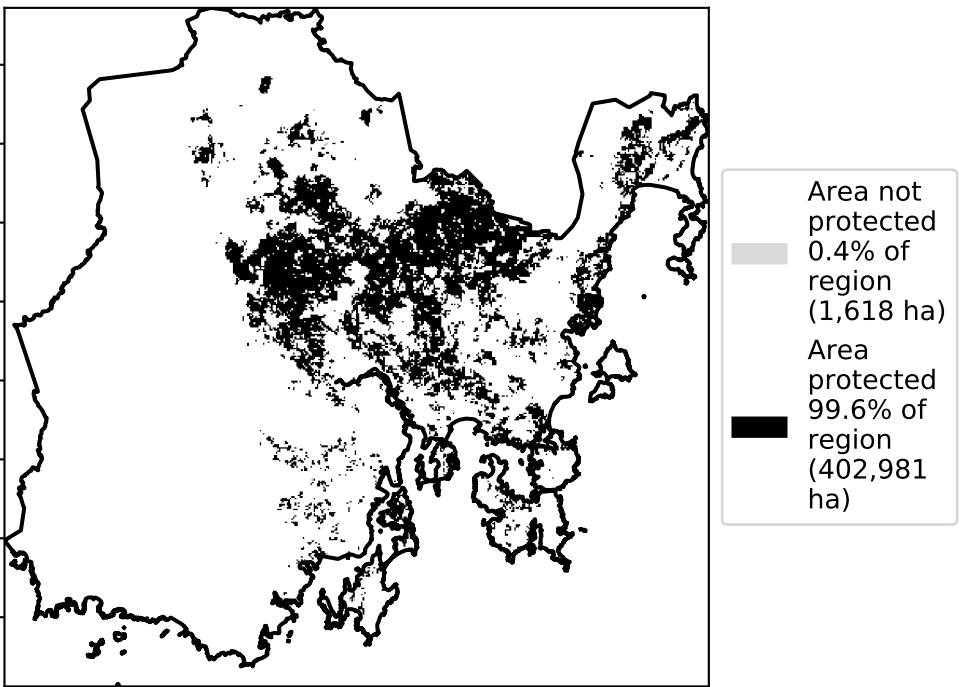 Area not
protected
0.4% of
region
(1,618 ha)
Area
protected
99.6% of
region
(402,981
ha)